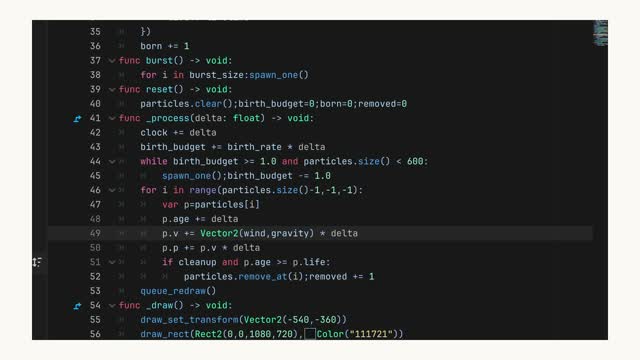 35 })
36 born += 1
37 func burst() -> void:
38 for i in burst_size:spawn_one()
39 func reset() -> void:
40 particles.clear();birth_budget=0;born=0;removed=0
41 func _process(delta: float) -> void:
42 clock += delta
43 birth_budget += birth_rate * delta
44 while birth_budget >= 1.0 and particles.size() < 600:
45 spawn_one();birth_budget -= 1.0
46 for i in range(particles.size()-1,-1,-1):
47 var p=particles[i]
48 p.age += delta
49 p.v += Vector2(wind,gravity) * delta
50 p.p += p.v * delta
51 if cleanup and p.age >= p.life:
52 particles.remove_at(i);removed += 1
53 queue_redraw()
54 func _draw() -> void:
55 draw_set_transform(Vector2(-540,-360))
56 draw_rect(Rect2(0,0,1080,720),Color("111721"))